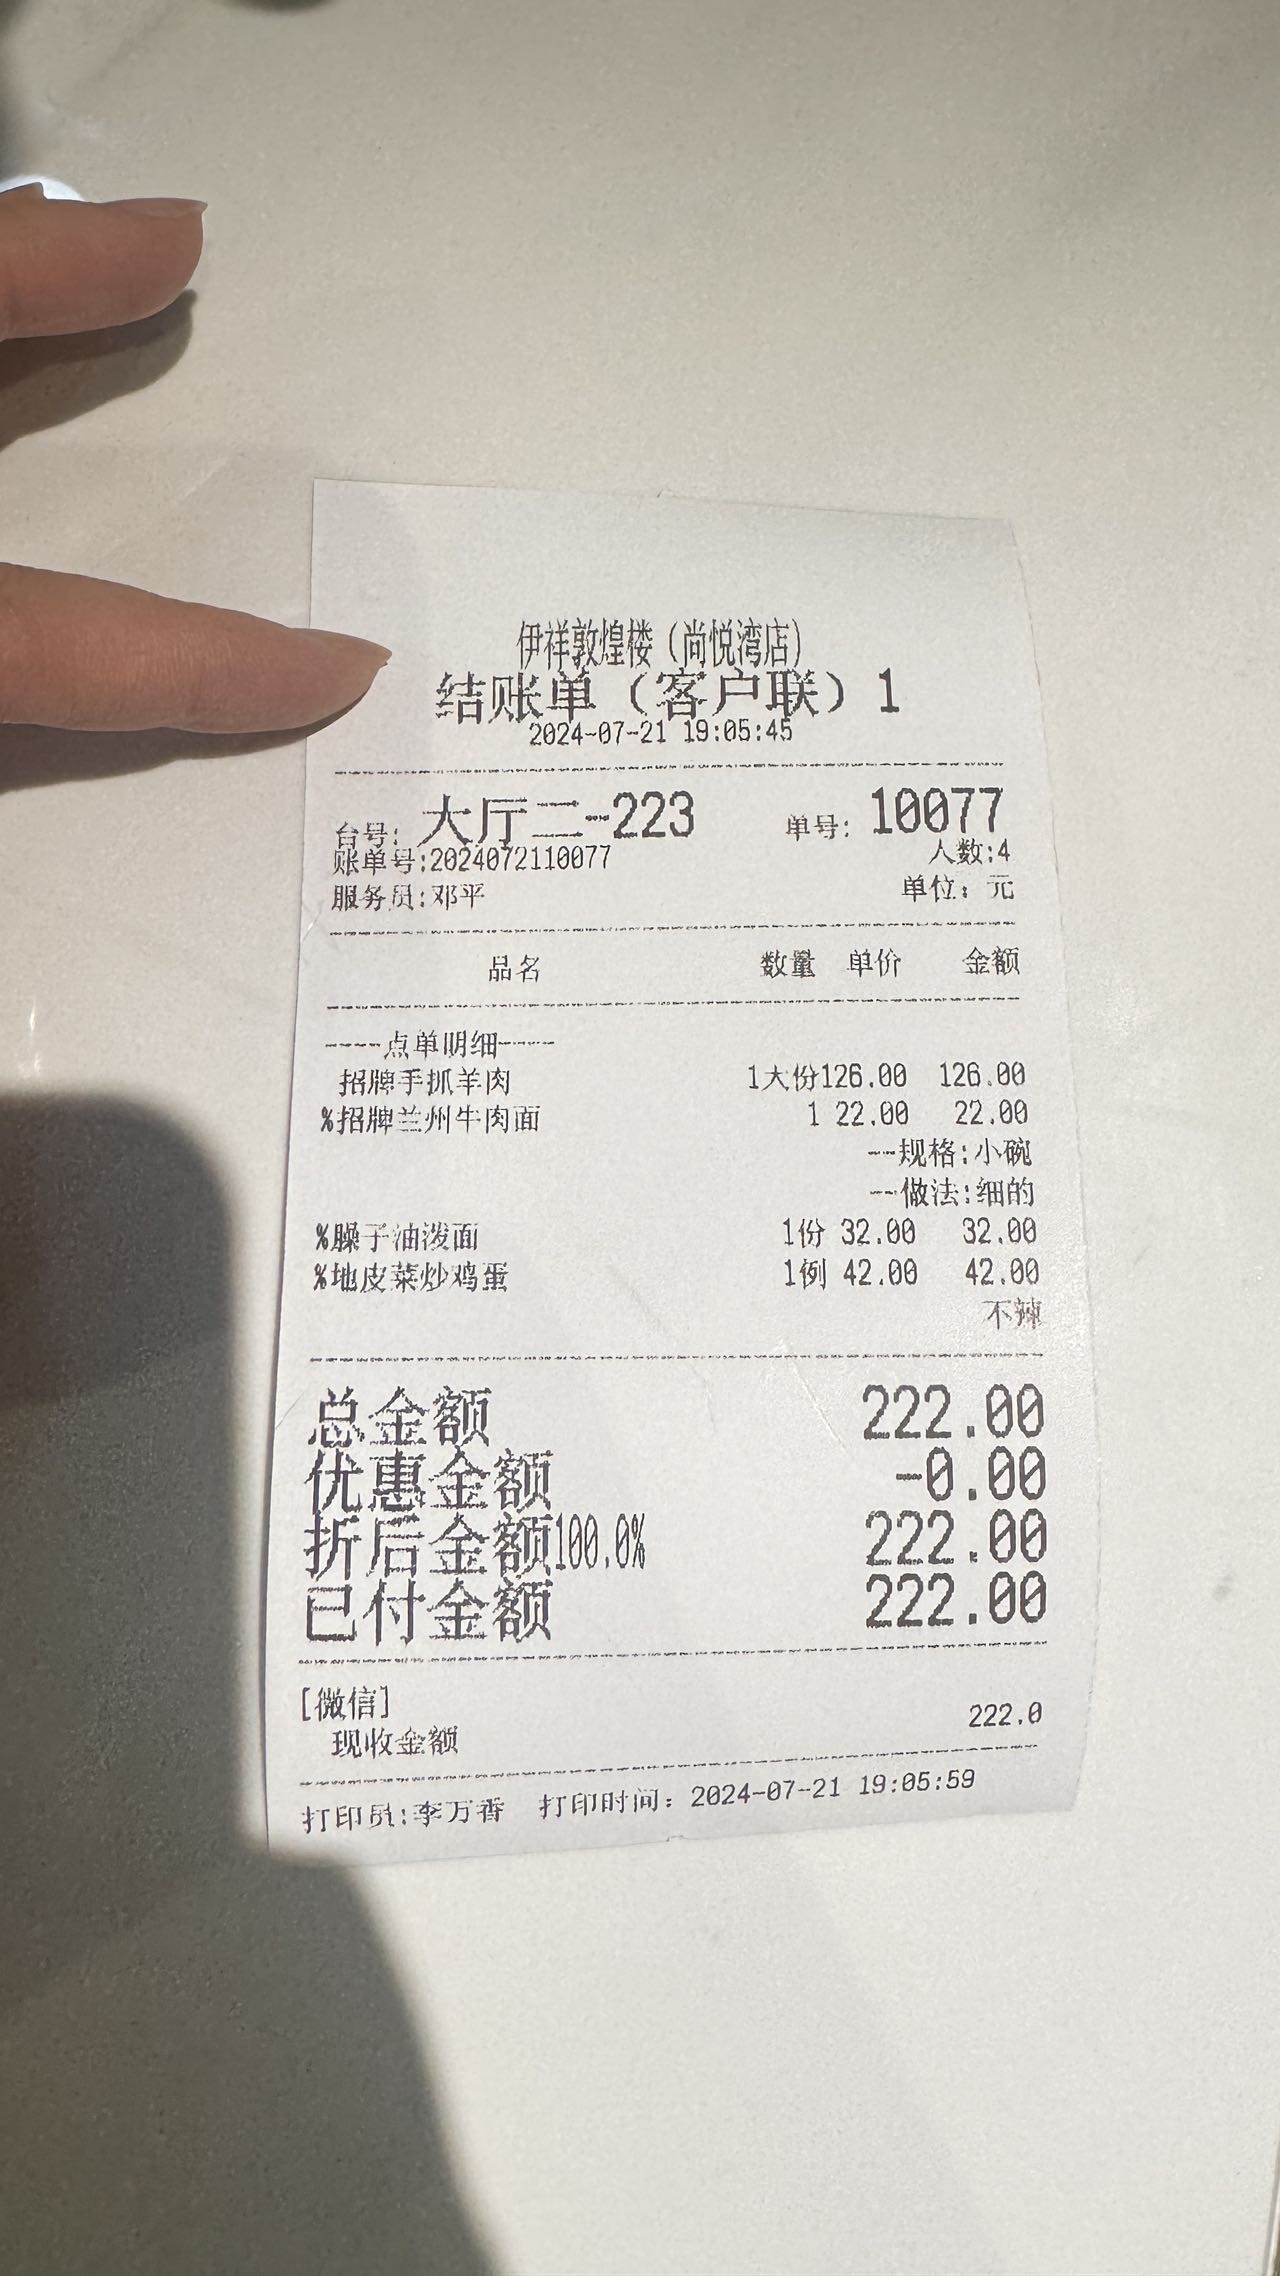 伊祥敦煌楼（尚悦湾店）
结账单（客户联）1
2024-07-21 19:05:45
台号: 大厅二-223 单号: 10077
账单号:2024072110077 人数:4
服务员:邓平 单位: 元
品名 数量 单价 金额
----点单明细----
招牌手抓羊肉 1大份126.00 126.00
%招牌兰州牛肉面 1 22.00 22.00
--规格:小碗
--做法:细的
%臊子油泼面 1份 32.00 32.00
%地皮菜炒鸡蛋 1例 42.00 42.00
不辣
总金额 222.00
优惠金额 -0.00
折后金额100.0% 222.00
已付金额 222.00
[微信]
现收金额 222.0
打印员:李万香 打印时间: 2024-07-21 19:05:59